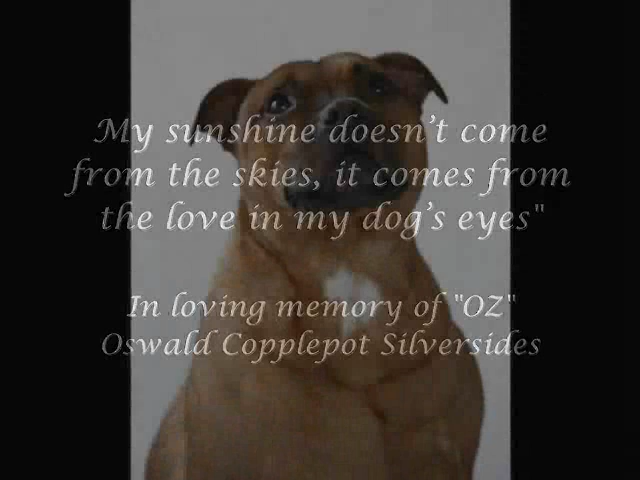 My sunshine doesn't come
from the skies, it comes from
the love in my dog's eyes"
In loving memory of "OZ"
Oswald Copplepot Silversides